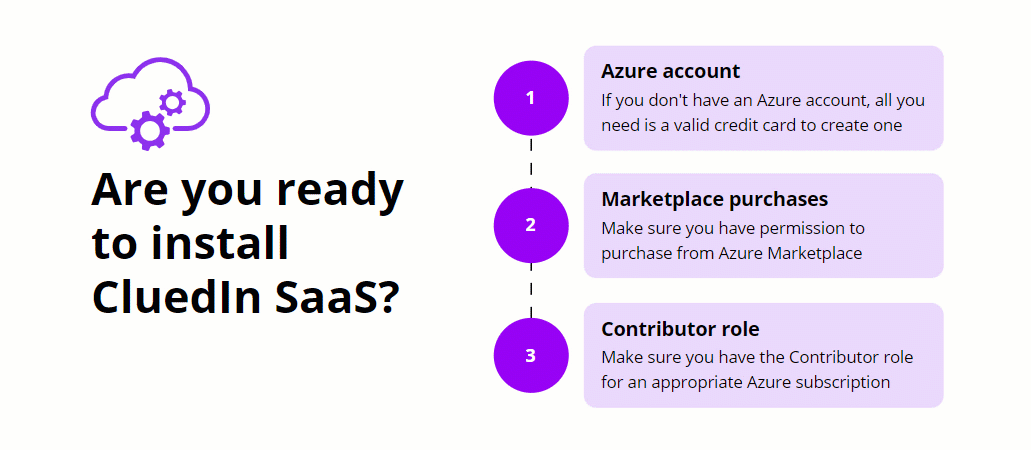 Are you ready
to install
CluedIn SaaS?
1
Azure account
If you don't have an Azure account, all you
need is a valid credit card to create one
2
Marketplace purchases
Make sure you have permission to
purchase from Azure Marketplace
3
Contributor role
Make sure you have the Contributor role
for an appropriate Azure subscription